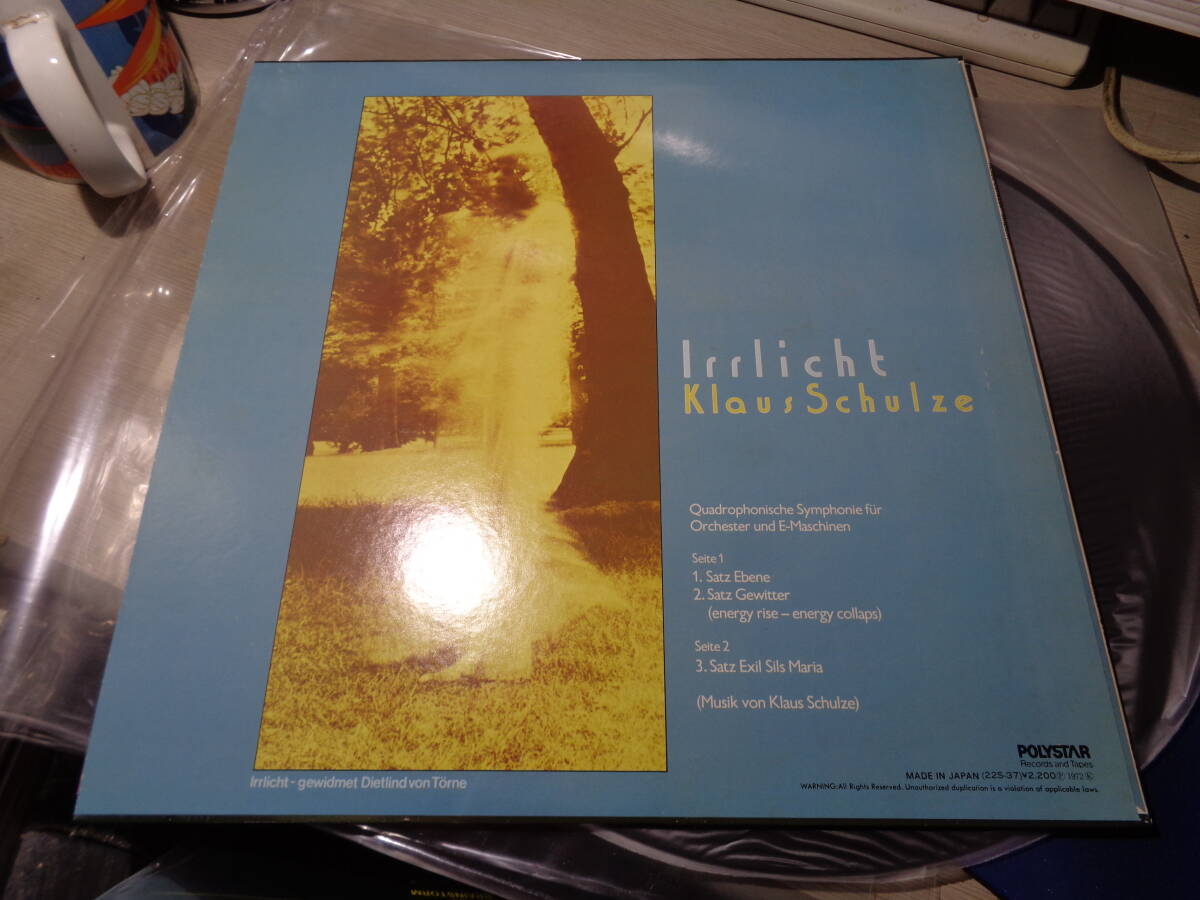 Irrlicht
Klaus Schulze
Quadrophonische Symphonie für
Orchester und E-Maschinen
Seite 1
1. Satz Ebene
2. Satz Gewitter
(energy rise – energy collaps)
Seite 2
3. Satz Exil Sils Maria
(Musik von Klaus Schulze)
Irrlicht - gewidmet Dietlind von Törne
POLYSTAR
Records and Tapes
MADE IN JAPAN (22S-37) ¥2,200 Ⓟ 1972 Ⓚ
WARNING: All Rights Reserved. Unauthorized duplication is a violation of applicable laws.